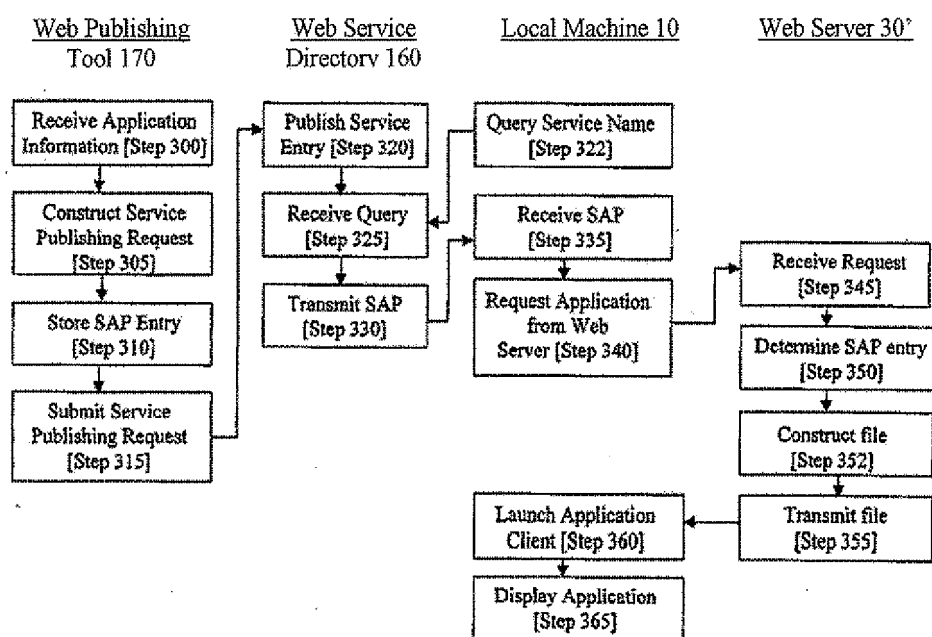 Web Publishing
Tool 170
Web Service
Directory 160
Local Machine 10
Web Server 30'
Receive Application
Information [Step 300]
Construct Service
Publishing Request
[Step 305]
Store SAP Entry
[Step 310]
Submit Service
Publishing Request
[Step 315]
Publish Service
Entry [Step 320]
Receive Query
[Step 325]
Transmit SAP
[Step 330]
Query Service Name
[Step 322]
Receive SAP
[Step 335]
Request Application
from Web
Server [Step 340]
Launch Application
Client [Step 360]
Display Application
[Step 365]
Receive Request
[Step 345]
Determine SAP entry
[Step 350]
Construct file
[Step 352]
Transmit file
[Step 355]